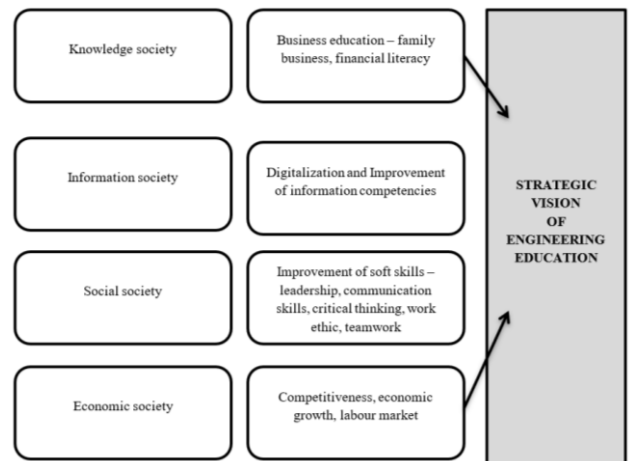 Knowledge society
Business education – family
business, financial literacy
Information society
Digitalization and Improvement
of information competencies
Social society
Improvement of soft skills –
leadership, communication
skills, critical thinking, work
ethic, teamwork
Economic society
Competitiveness, economic
growth, labour market
STRATEGIC
VISION
OF
ENGINEERING
EDUCATION